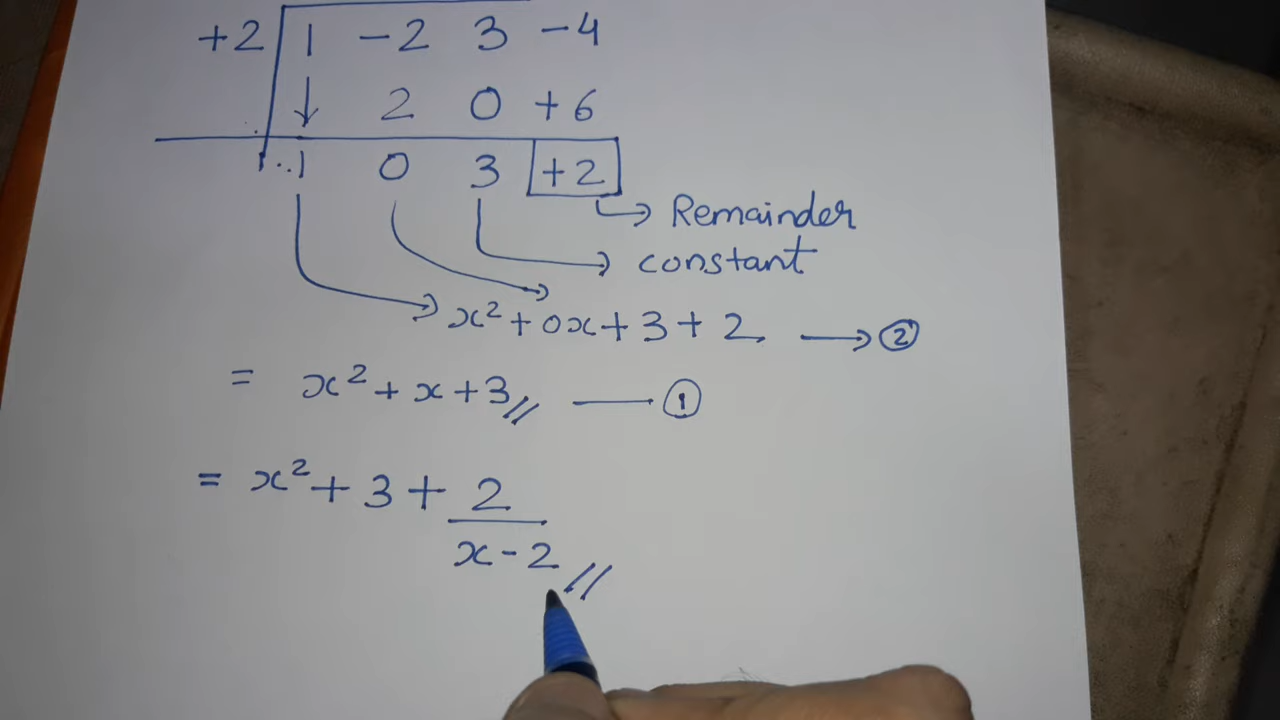 +2 1 -2 3 -4
↓ 2 0 +6
1 0 3 +2
→ Remainder
→ constant
→ x² + 0x + 3 + 2 → ②
= x² + x + 3 // — ①
= x² + 3 + 2/(x - 2) //